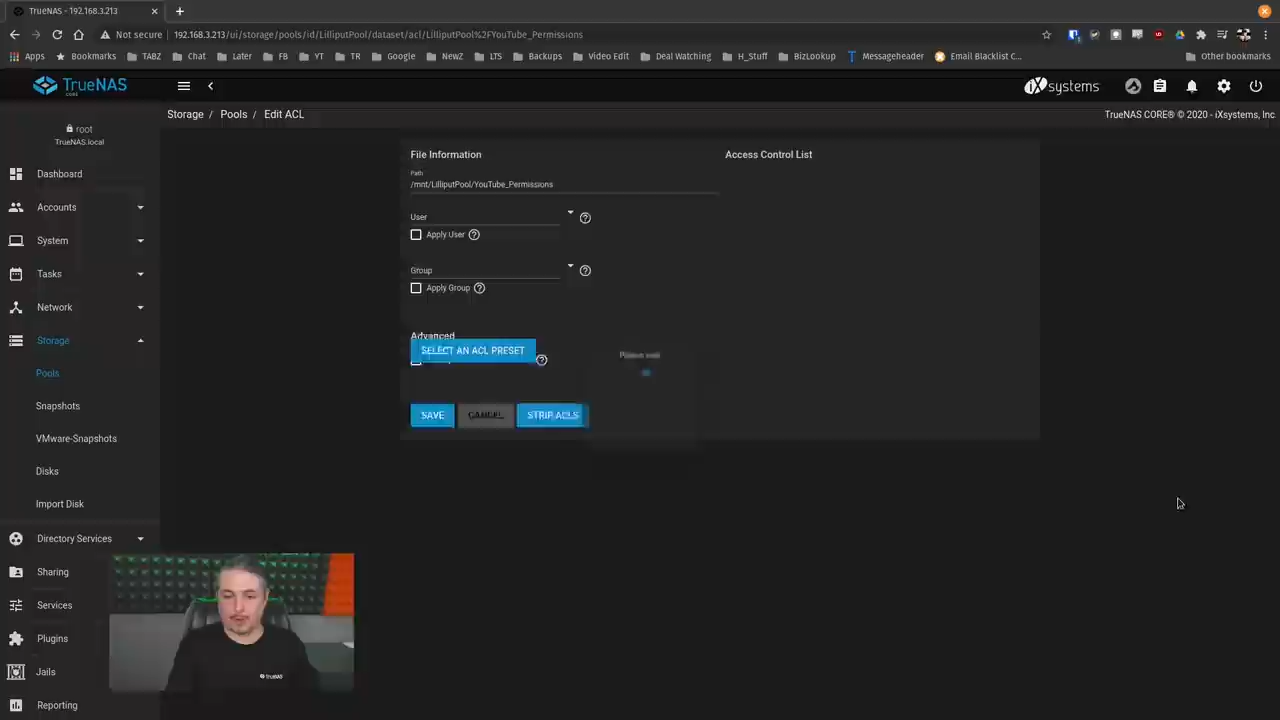 TrueNAS - 192.168.3.213
Not secure 192.168.3.213/ui/storage/pools/id/LilliputPool/dataset/acl/LilliputPool%2FYouTube_Permissions
Apps Bookmarks TABZ Chat Later FB YT TR Google NewZ LTS Backups Video Edit Deal Watching H_Stuff BizLookup Messageheader Email Blacklist C... Other bookmarks
TrueNAS
CORE
iXsystems
Storage / Pools / Edit ACL
TrueNAS CORE® © 2020 - iXsystems, Inc
root
TrueNAS.local
Dashboard
Accounts
System
Tasks
Network
Storage
Pools
Snapshots
VMware-Snapshots
Disks
Import Disk
Directory Services
Sharing
Services
Plugins
Jails
Reporting
File Information
Path
/mnt/LilliputPool/YouTube_Permissions
User
Apply User
Group
Apply Group
Advanced
SELECT AN ACL PRESET
SAVE CANCEL STRIP ACLS
Access Control List
Please wait
TrueNAS